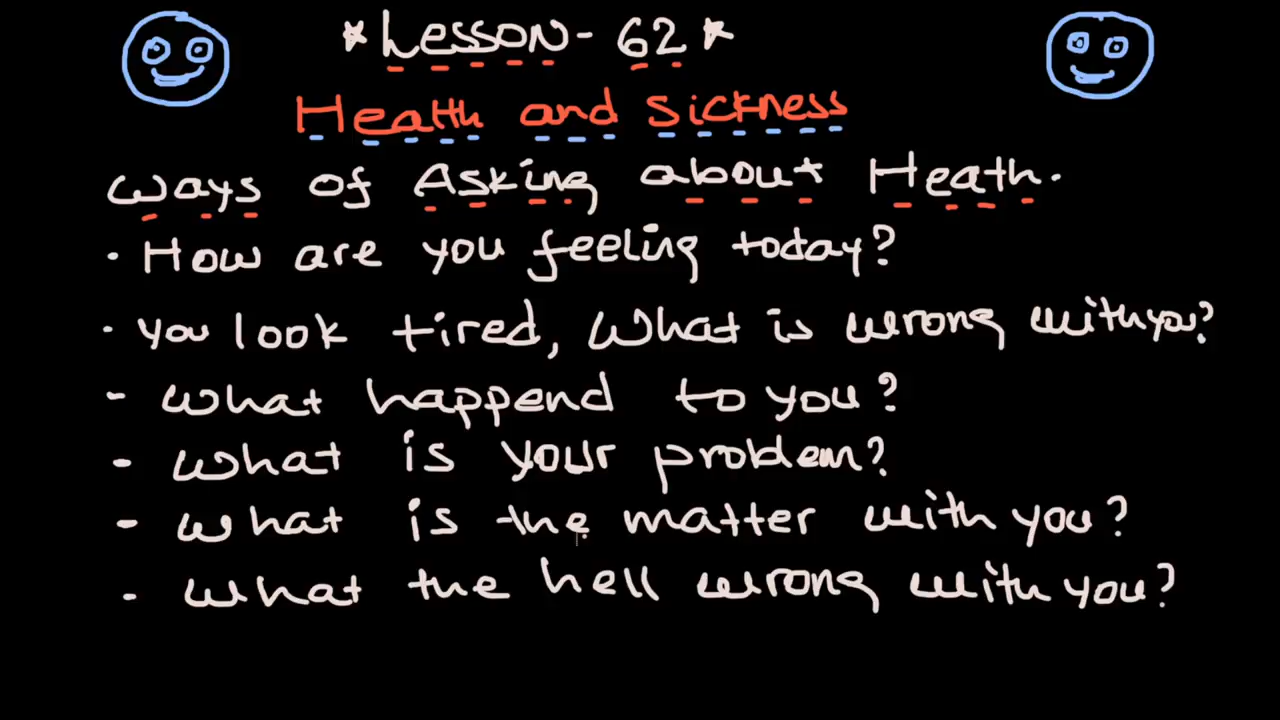 *Lesson - 62*
Health and Sickness
Ways of Asking about Heath.
• How are you feeling today?
• you look tired, What is wrong with you?
- what happend to you?
- what is your problem?
- what is the matter with you?
- what the hell wrong with you?